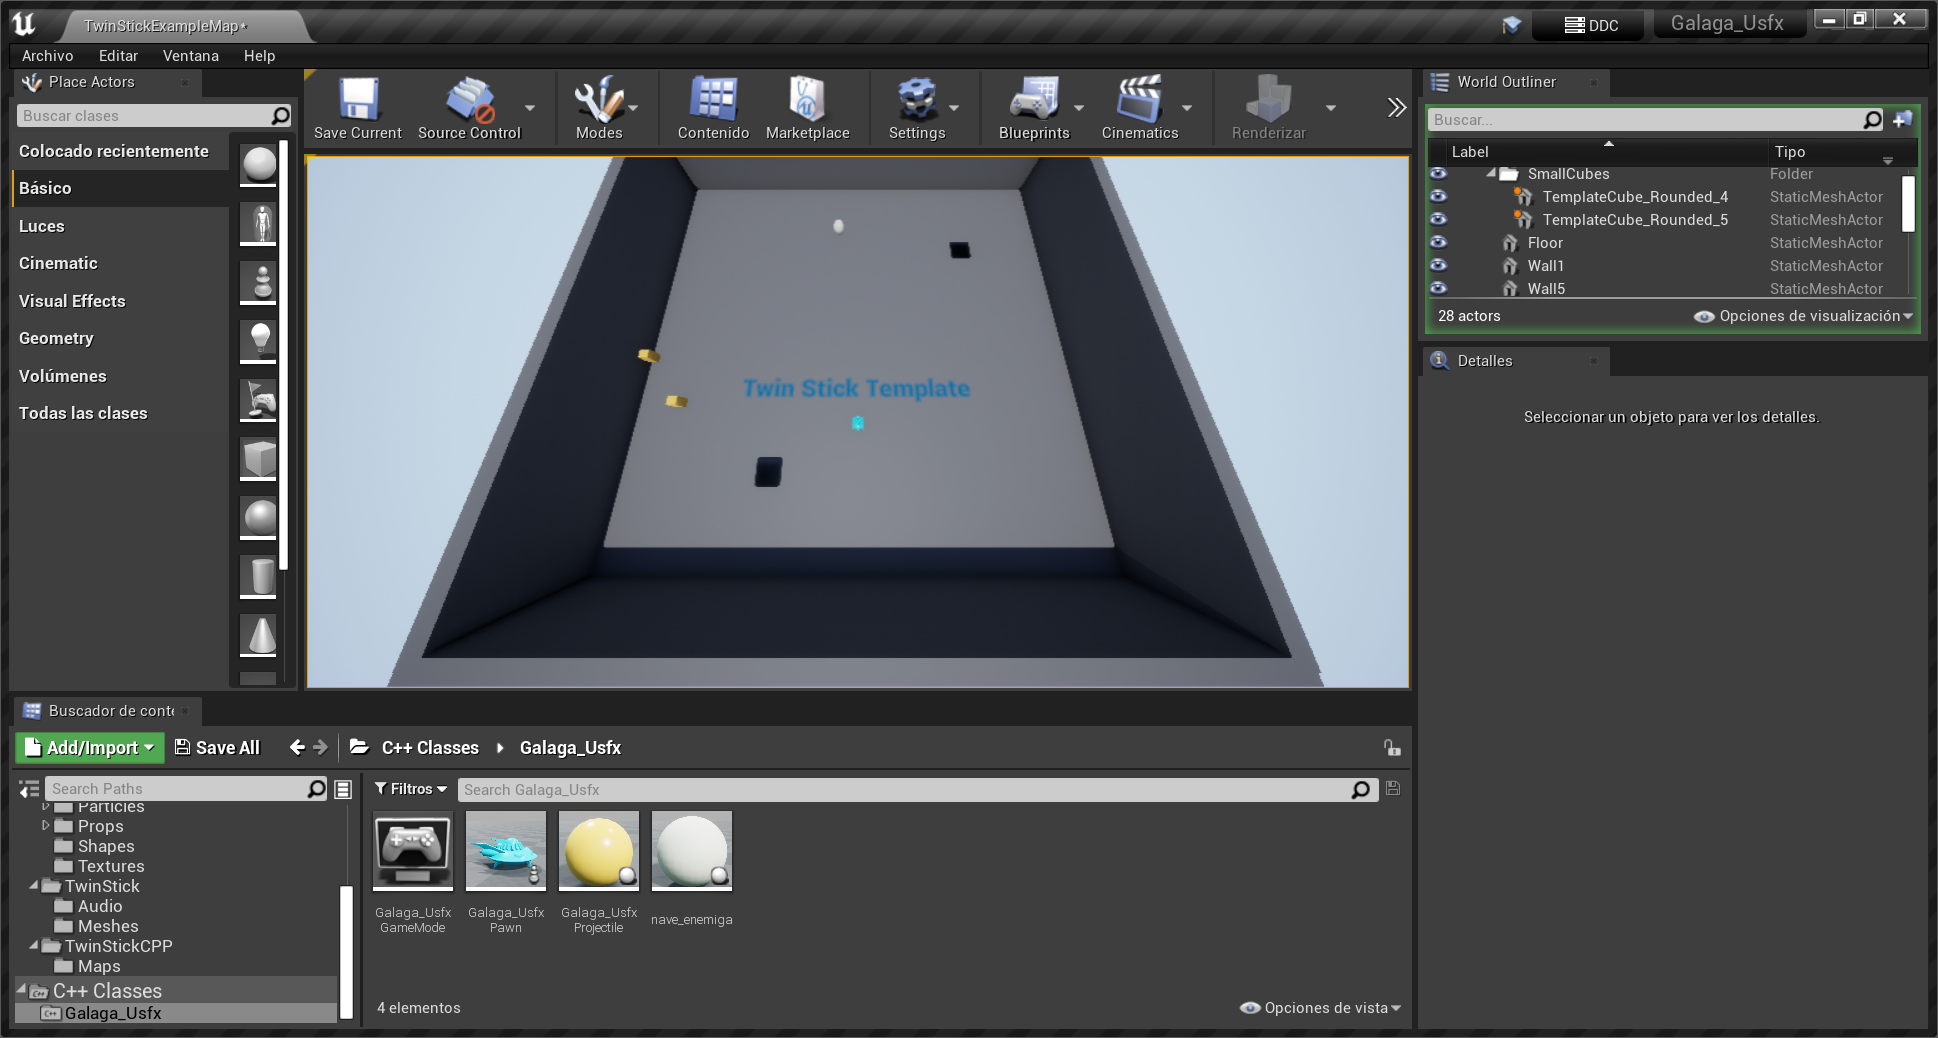 TwinStickExampleMap*
DDC
Galaga_Usfx
Archivo
Editar
Ventana
Help
Place Actors
Buscar clases
Colocado recientemente
Básico
Luces
Cinematic
Visual Effects
Geometry
Volúmenes
Todas las clases
Save Current
Source Control
Modes
Contenido
Marketplace
Settings
Blueprints
Cinematics
Renderizar
Twin Stick Template
World Outliner
Buscar...
Label
Tipo
SmallCubes
Folder
TemplateCube_Rounded_4
StaticMeshActor
TemplateCube_Rounded_5
StaticMeshActor
Floor
StaticMeshActor
Wall1
StaticMeshActor
Wall5
StaticMeshActor
28 actors
Opciones de visualización
Detalles
Seleccionar un objeto para ver los detalles.
Buscador de conte
Add/Import
Save All
C++ Classes
Galaga_Usfx
Search Paths
Particles
Props
Shapes
Textures
TwinStick
Audio
Meshes
TwinStickCPP
Maps
C++ Classes
Galaga_Usfx
Filtros
Search Galaga_Usfx
Galaga_Usfx
GameMode
Galaga_Usfx
Pawn
Galaga_Usfx
Projectile
nave_enemiga
4 elementos
Opciones de vista